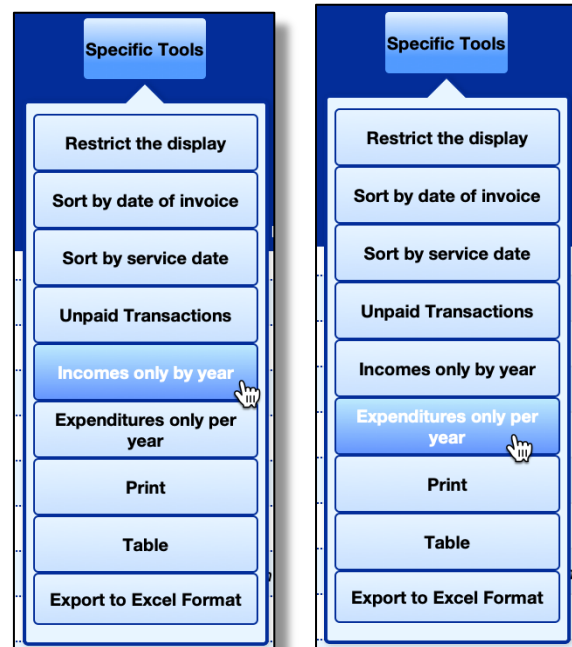 Specific Tools
Restrict the display
Sort by date of invoice
Sort by service date
Unpaid Transactions
Incomes only by year
Expenditures only per
year
Print
Table
Export to Excel Format
Specific Tools
Restrict the display
Sort by date of invoice
Sort by service date
Unpaid Transactions
Incomes only by year
Expenditures only per
year
Print
Table
Export to Excel Format